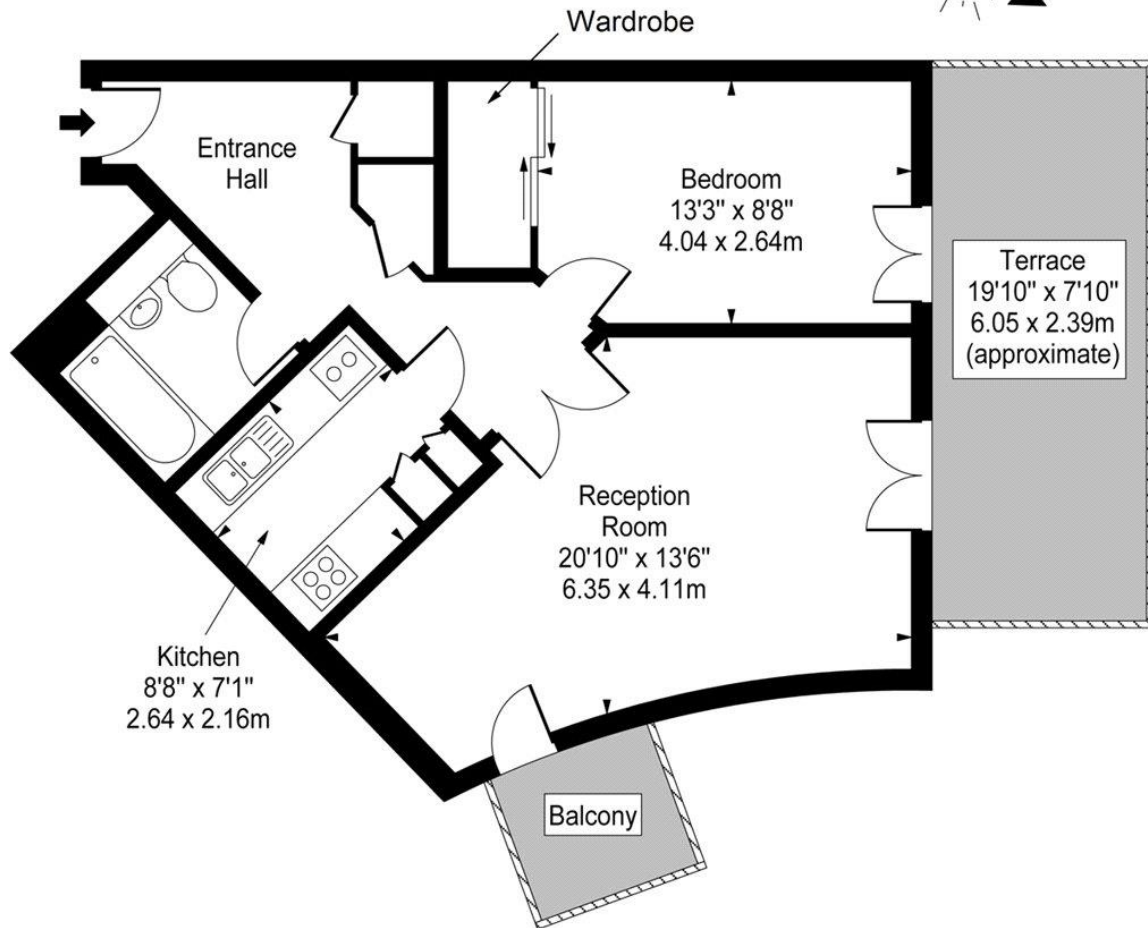 Wardrobe
Entrance
Hall
Bedroom
13'3" x 8'8"
4.04 x 2.64m
Terrace
19'10" x 7'10"
6.05 x 2.39m
(approximate)
Reception
Room
20'10" x 13'6"
6.35 x 4.11m
Kitchen
8'8" x 7'1"
2.64 x 2.16m
Balcony